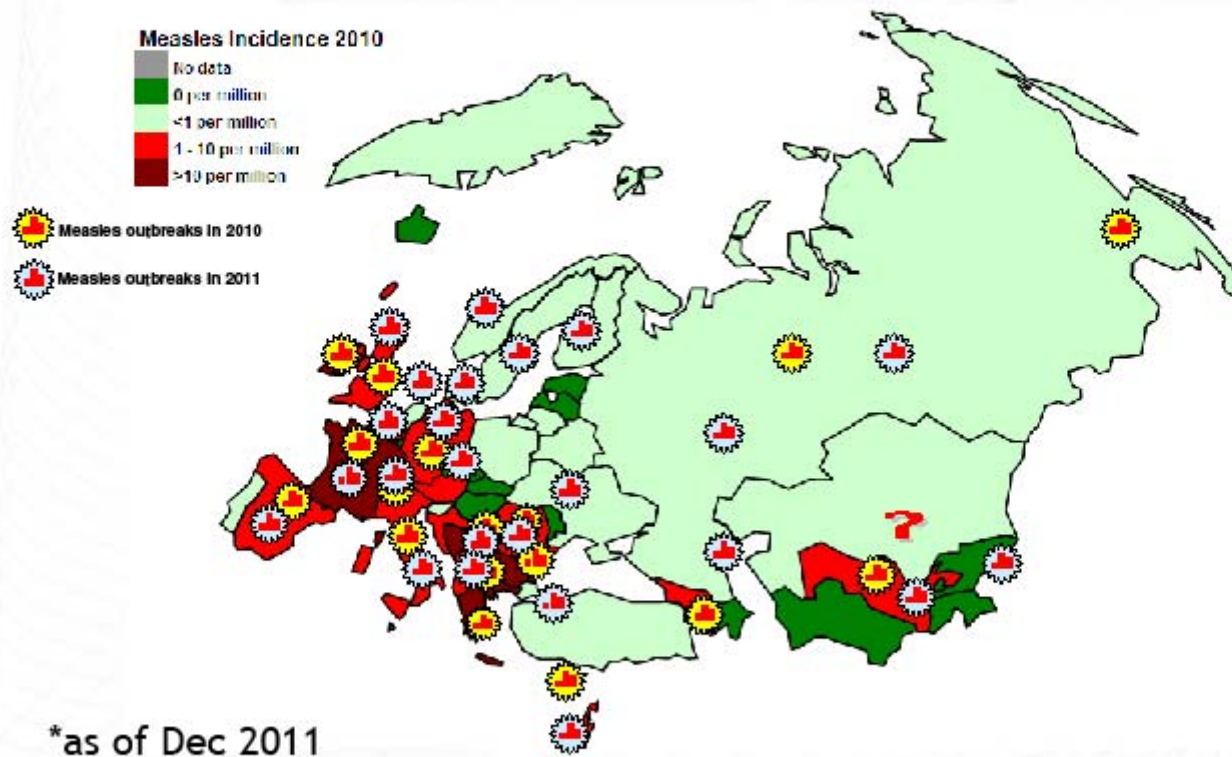 Measles Incidence 2010
No data
0 per million
<1 per million
1 - 10 per million
>10 per million
Measles outbreaks in 2010
Measles outbreaks in 2011
?
*as of Dec 2011